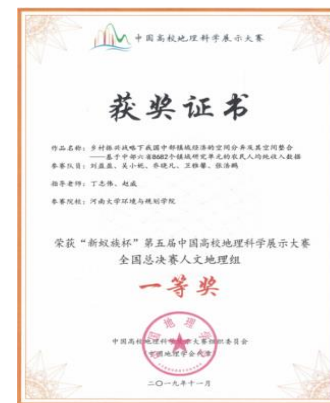 中国高校地理科学展示大赛
获奖证书
作品名称：乡村振兴战略下我国中部镇域经济的空间分异及其空间整合
——基于中部六省8682个镇域研究单元的农民人均纯收入数据
参赛队员：刘盈盈、吴小妮、乔晓凡、卫雅馨、张浩鹤
指导老师：丁志伟、赵威
参赛院校：河南大学环境与规划学院
荣获“新蚁族杯”第五届中国高校地理科学展示大赛
全国总决赛人文地理组
一等奖
中国高校地理科学展示大赛组织委员会
中国地理学会代章
二〇一九年十一月